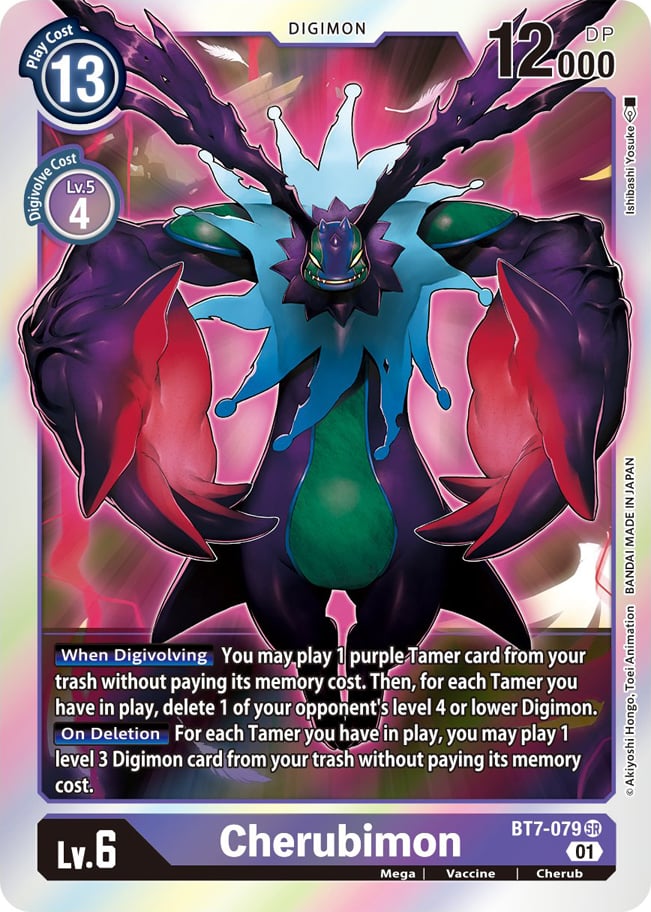 DIGIMON
Play Cost
13
12000
DP
Digivolve Cost
Lv.5
4
Ishibashi Yosuke
When Digivolving You may play 1 purple Tamer card from your
trash without paying its memory cost. Then, for each Tamer you
have in play, delete 1 of your opponent's level 4 or lower Digimon.
On Deletion For each Tamer you have in play, you may play 1
level 3 Digimon card from your trash without paying its memory
cost.
© Akiyoshi Hongo, Toei Animation BANDAI MADE IN JAPAN
Lv.6
Cherubimon
BT7-079 SR
01
Mega | Vaccine | Cherub